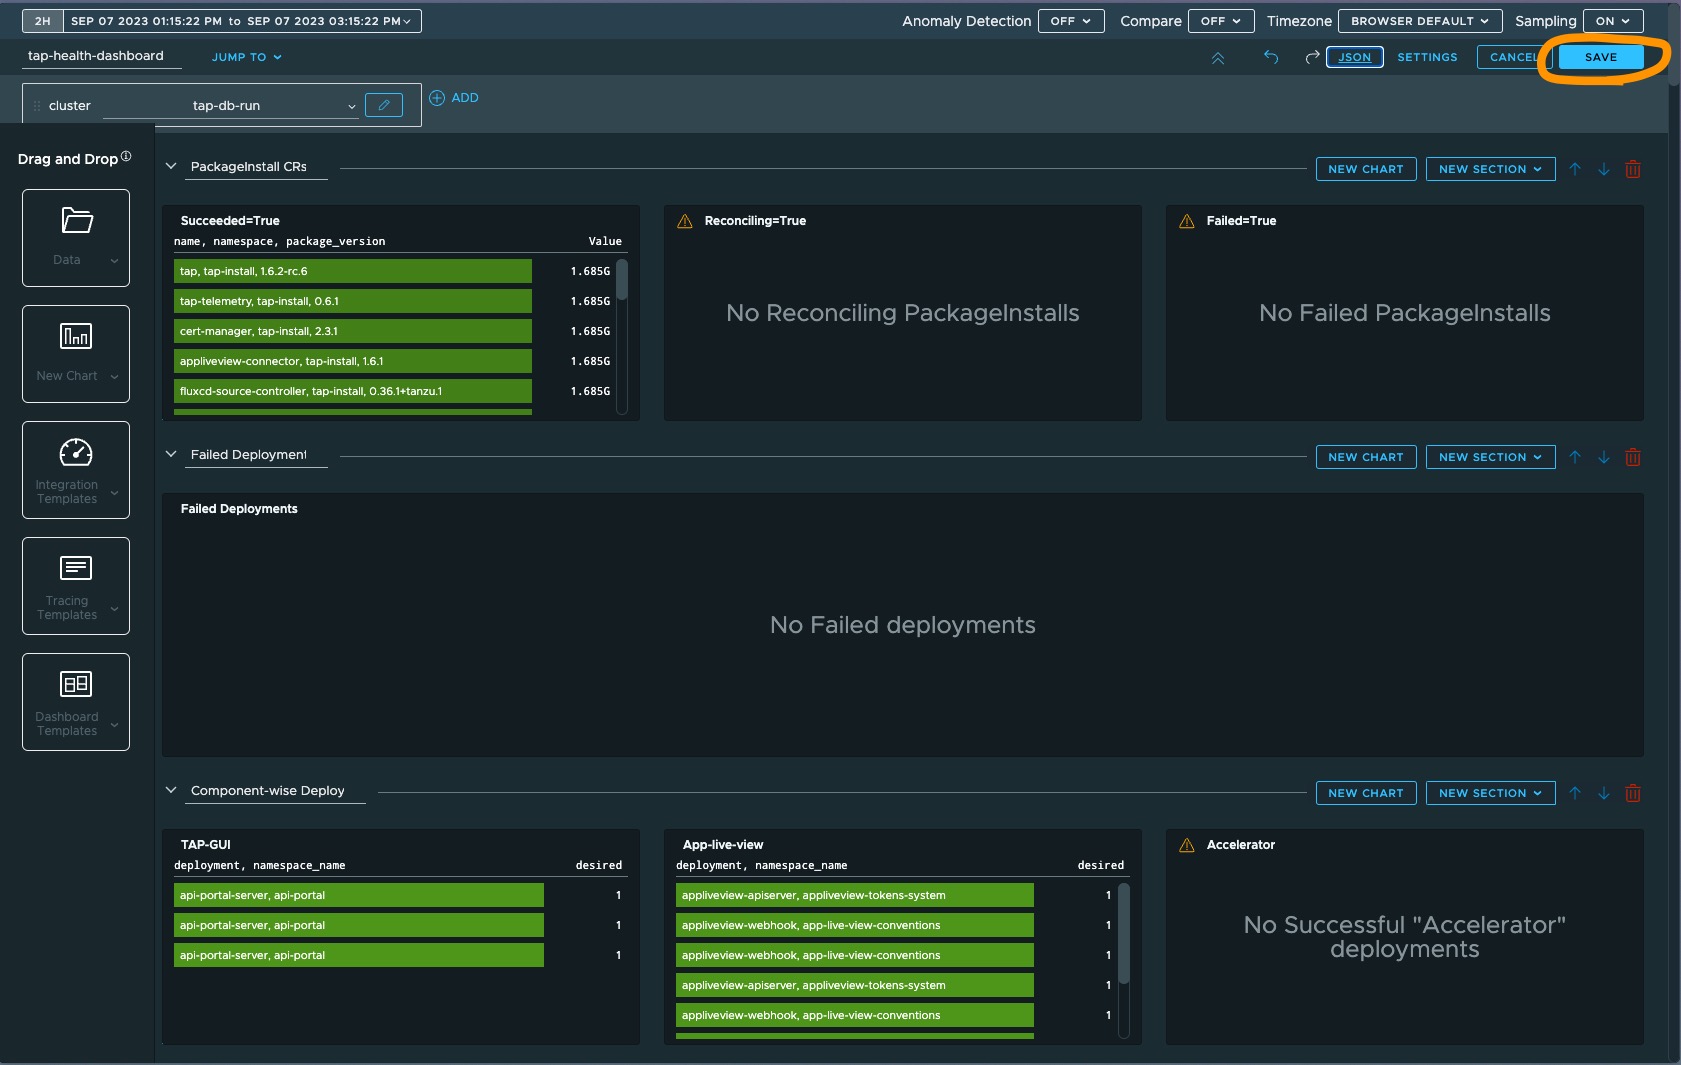 2H SEP 07 2023 01:15:22 PM to SEP 07 2023 03:15:22 PM Anomaly Detection OFF Compare OFF Timezone BROWSER DEFAULT Sampling ON
tap-health-dashboard JUMP TO JSON SETTINGS CANCEL SAVE
cluster tap-db-run ADD
Drag and Drop
Data
New Chart
Integration
Templates
Tracing
Templates
Dashboard
Templates
PackageInstall CRs NEW CHART NEW SECTION
Succeeded=True
name, namespace, package_version Value
tap, tap-install, 1.6.2-rc.6 1.685G
tap-telemetry, tap-install, 0.6.1 1.685G
cert-manager, tap-install, 2.3.1 1.685G
appliveview-connector, tap-install, 1.6.1 1.685G
fluxcd-source-controller, tap-install, 0.36.1+tanzu.1 1.685G
Reconciling=True
No Reconciling PackageInstalls
Failed=True
No Failed PackageInstalls
Failed Deployment NEW CHART NEW SECTION
Failed Deployments
No Failed deployments
Component-wise Deploy NEW CHART NEW SECTION
TAP-GUI
deployment, namespace_name desired
api-portal-server, api-portal 1
api-portal-server, api-portal 1
api-portal-server, api-portal 1
App-live-view
deployment, namespace_name desired
appliveview-apiserver, appliveview-tokens-system 1
appliveview-webhook, app-live-view-conventions 1
appliveview-webhook, app-live-view-conventions 1
appliveview-apiserver, appliveview-tokens-system 1
appliveview-webhook, app-live-view-conventions 1
Accelerator
No Successful "Accelerator"
deployments